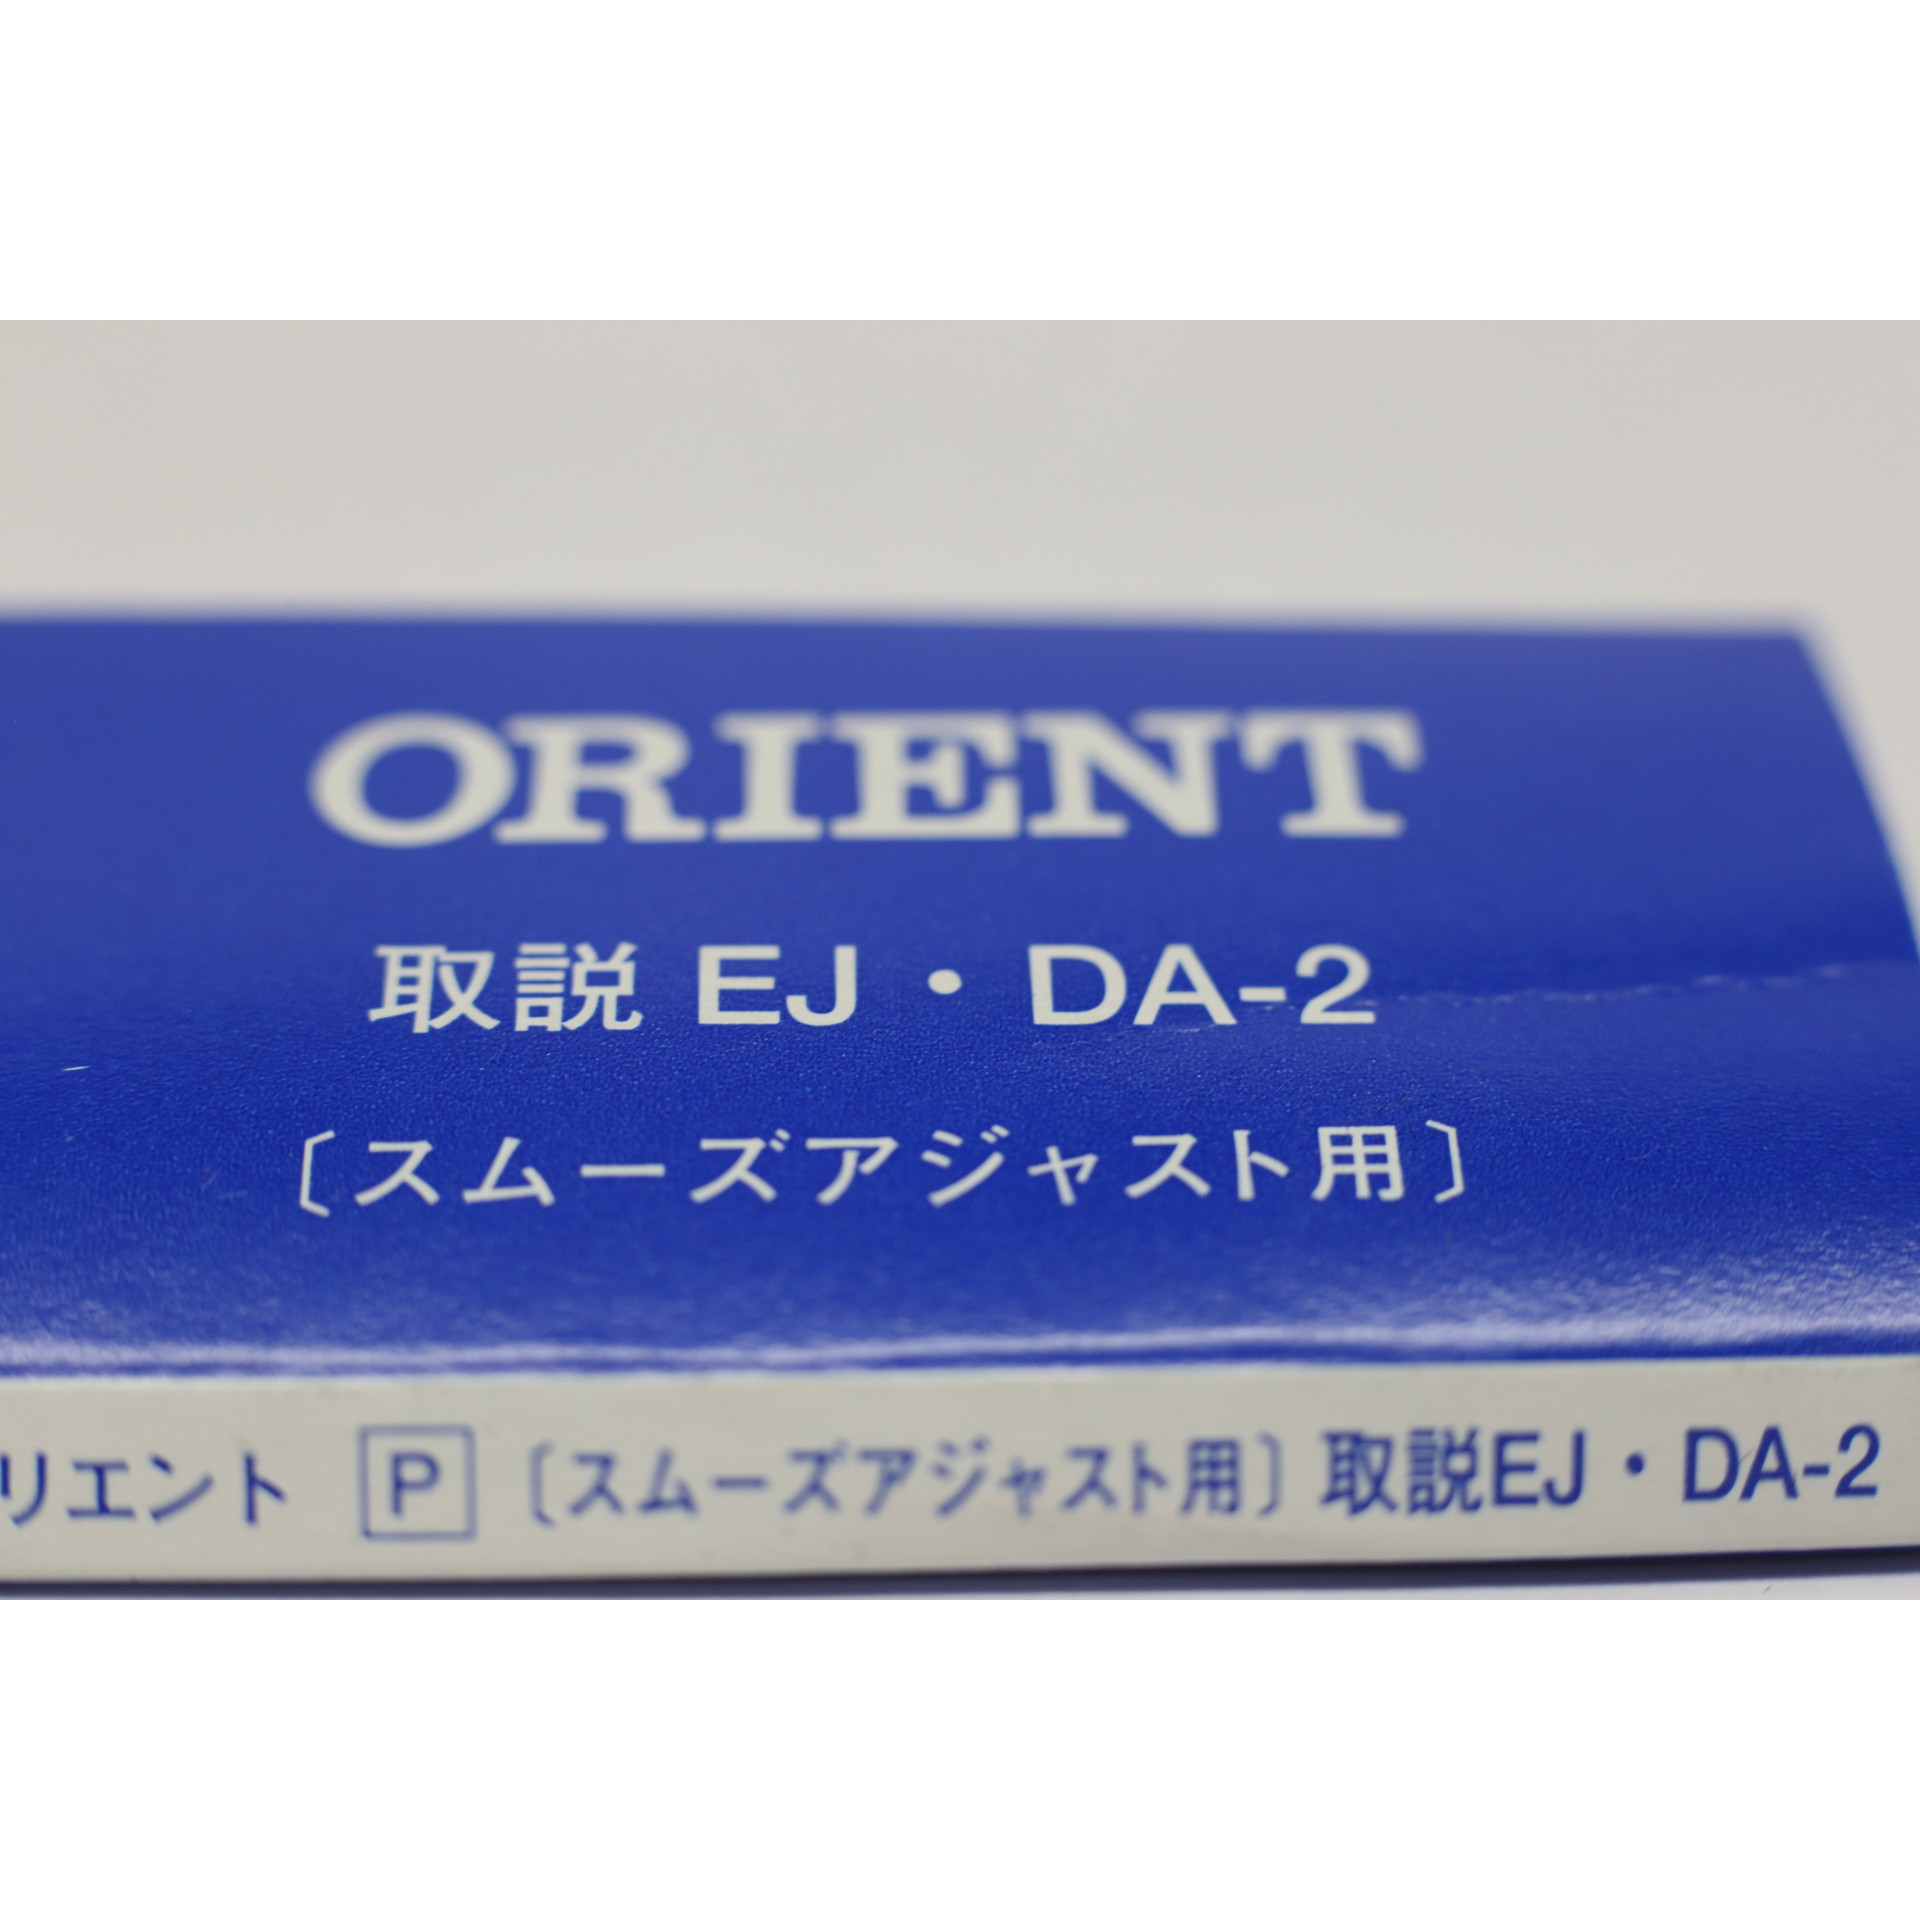 ORIENT
取説 EJ・DA-2
〔スムーズアジャスト用〕
リエント P 〔スムーズアジャスト用〕 取説EJ・DA-2